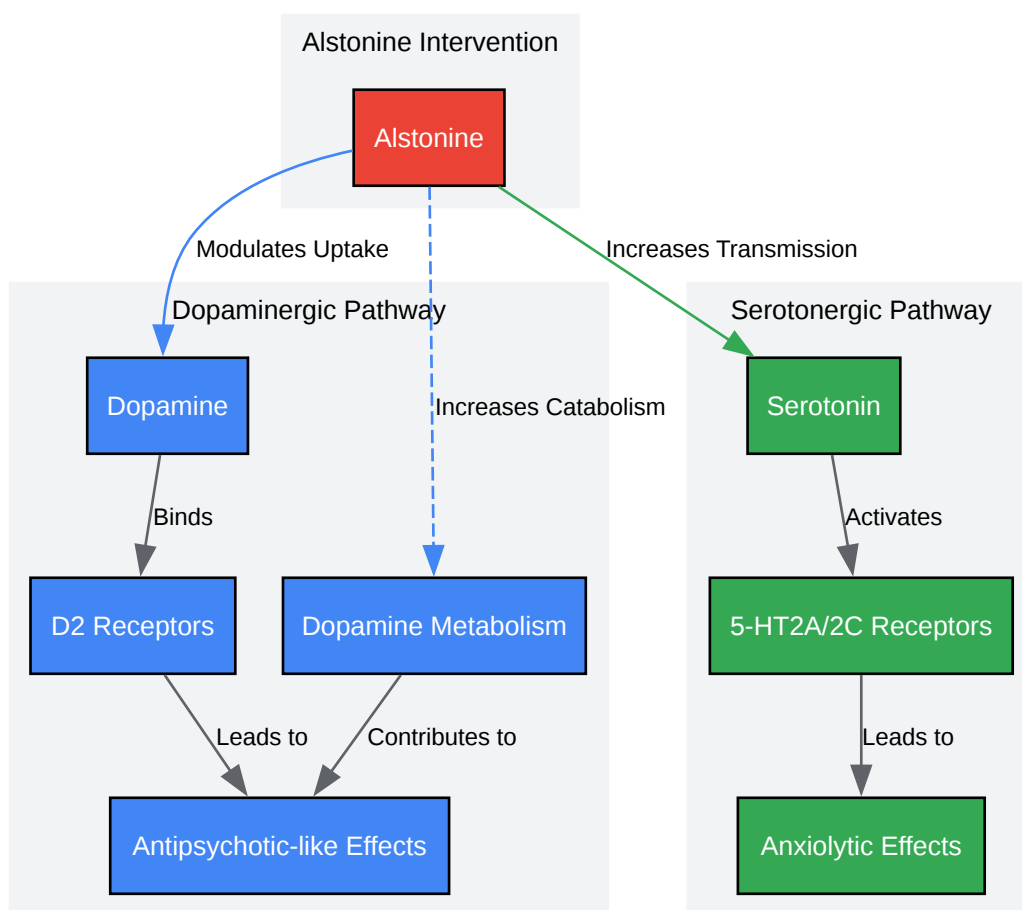 Alstonine Intervention
Alstonine
Modulates Uptake
Increases Transmission
Dopaminergic Pathway
Serotonergic Pathway
Dopamine
Increases Catabolism
Serotonin
Binds
Activates
D2 Receptors
Dopamine Metabolism
5-HT2A/2C Receptors
Leads to
Contributes to
Leads to
Antipsychotic-like Effects
Anxiolytic Effects